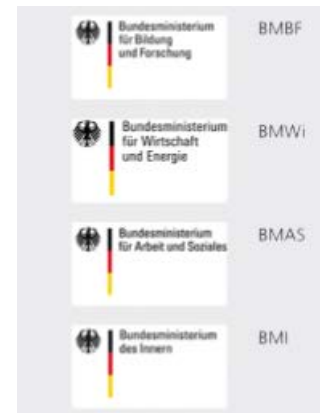 Bundesministerium
für Bildung
und Forschung
BMBF
Bundesministerium
für Wirtschaft
und Energie
BMWi
Bundesministerium
für Arbeit und Soziales
BMAS
Bundesministerium
des Innern
BMI